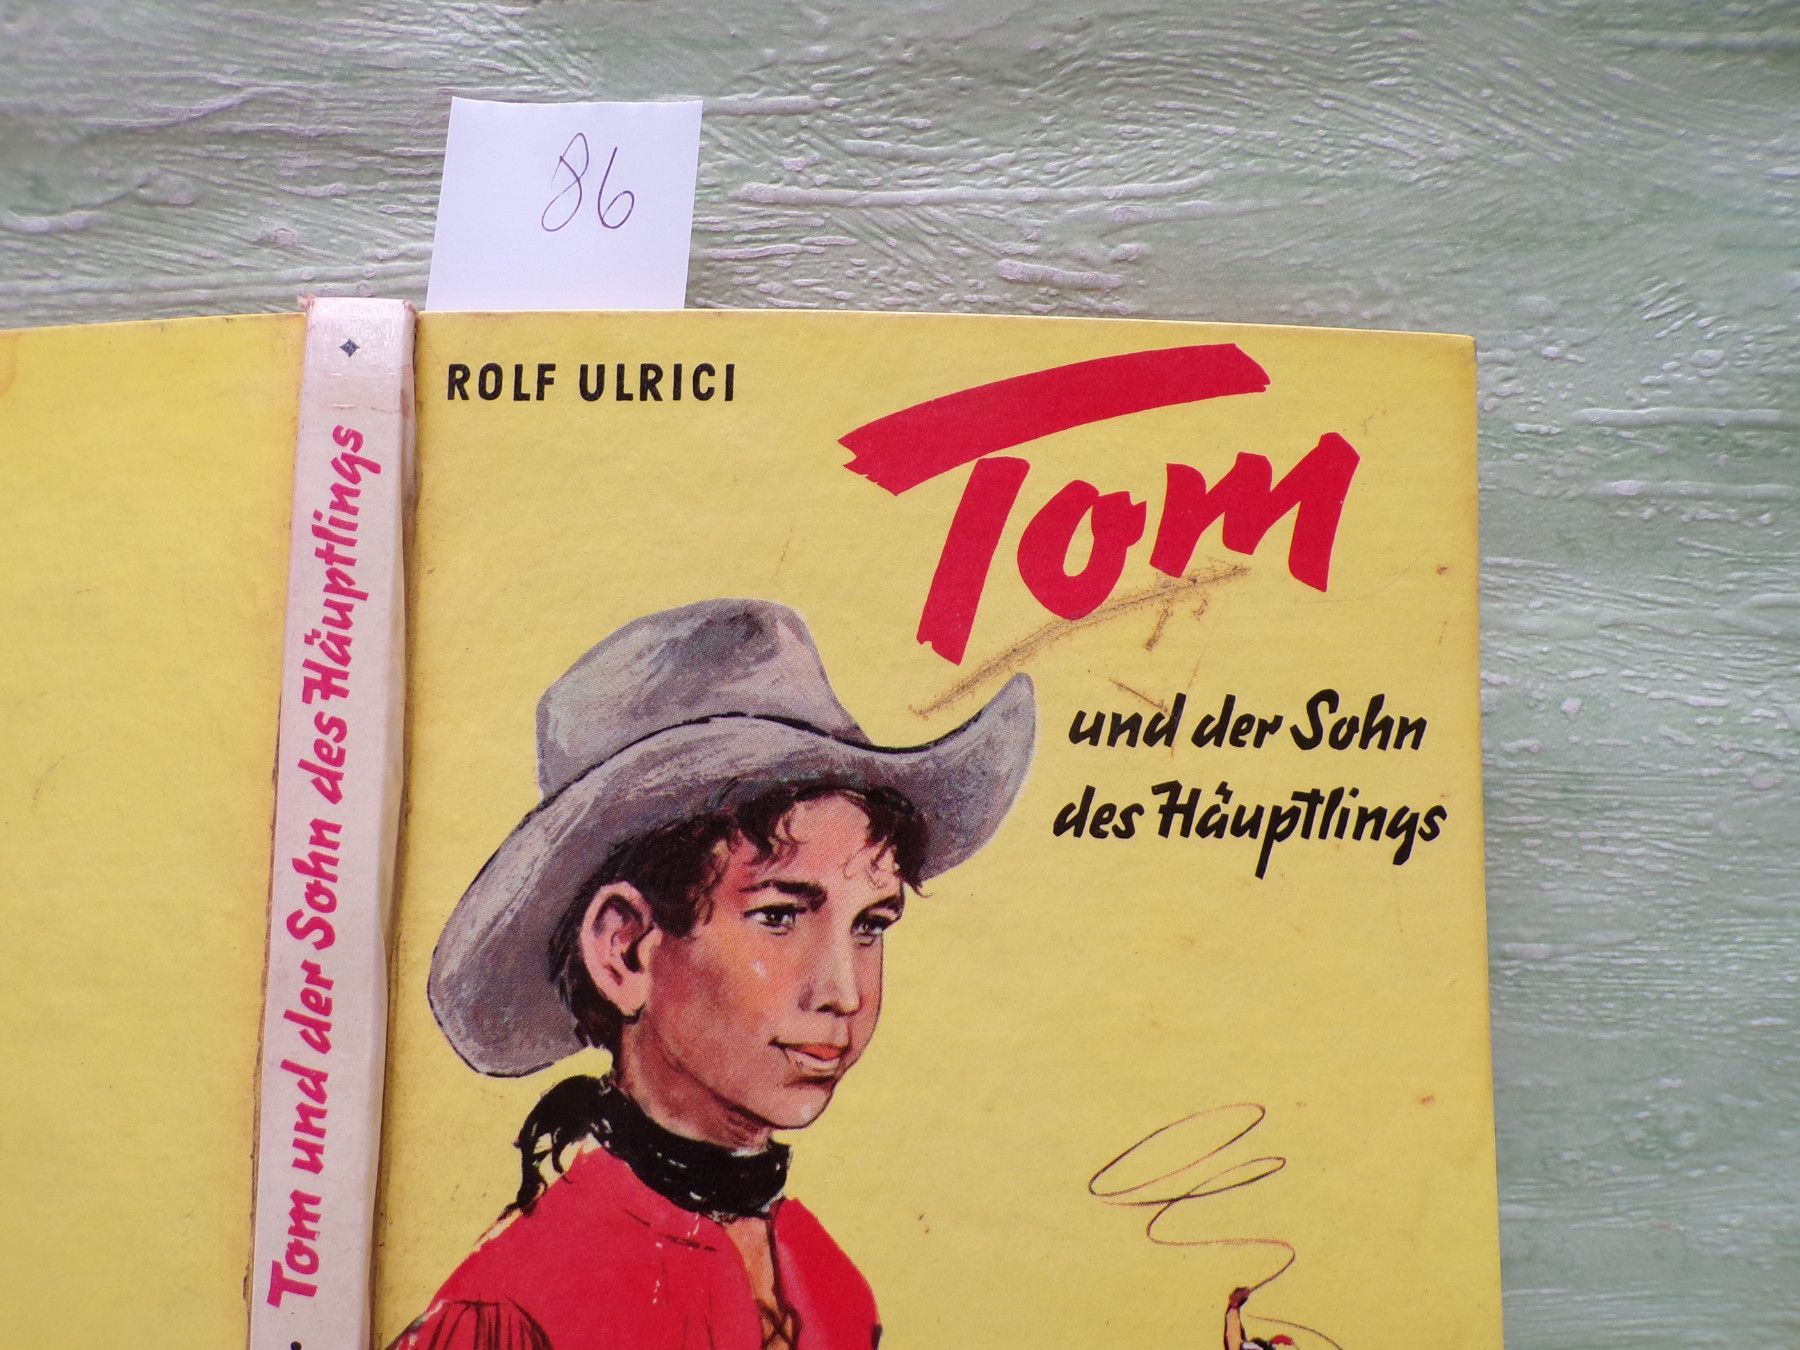 86
ROLF ULRICI
Tom
und der Sohn
des Häuptlings
Tom und der Sohn des Häuptlings